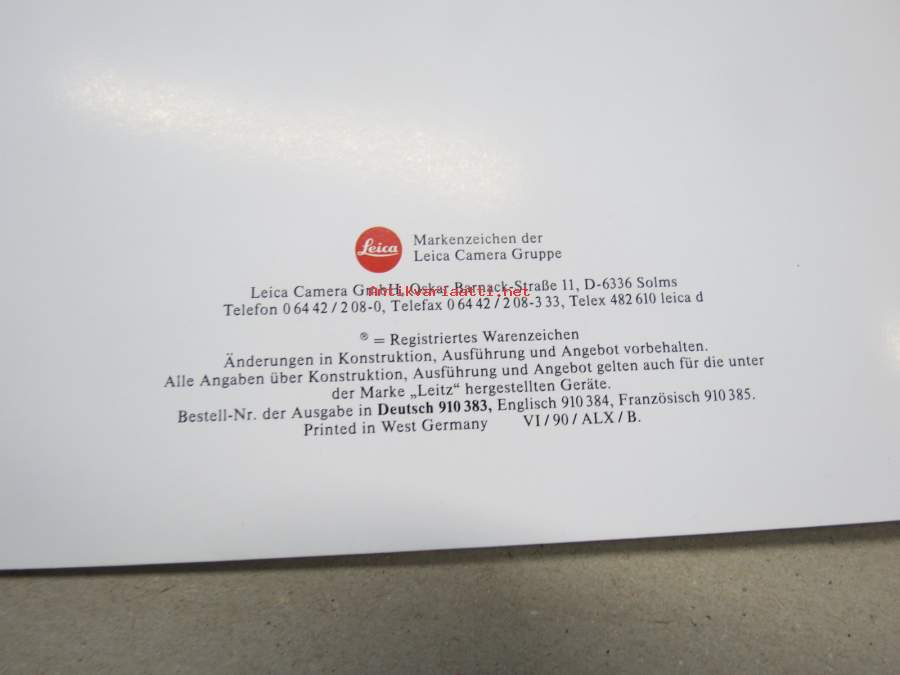 Leica
Markenzeichen der
Leica Camera Gruppe
Leica Camera GmbH, Oskar-Barnack-Straße 11, D-6336 Solms
Antikvariaatti.net
Telefon 0 64 42 / 2 08-0, Telefax 0 64 42 / 2 08-3 33, Telex 482 610 leica d
® = Registriertes Warenzeichen
Änderungen in Konstruktion, Ausführung und Angebot vorbehalten.
Alle Angaben über Konstruktion, Ausführung und Angebot gelten auch für die unter
der Marke „Leitz“ hergestellten Geräte.
Bestell-Nr. der Ausgabe in Deutsch 910 383, Englisch 910 384, Französisch 910 385.
Printed in West Germany VI / 90 / ALX / B.